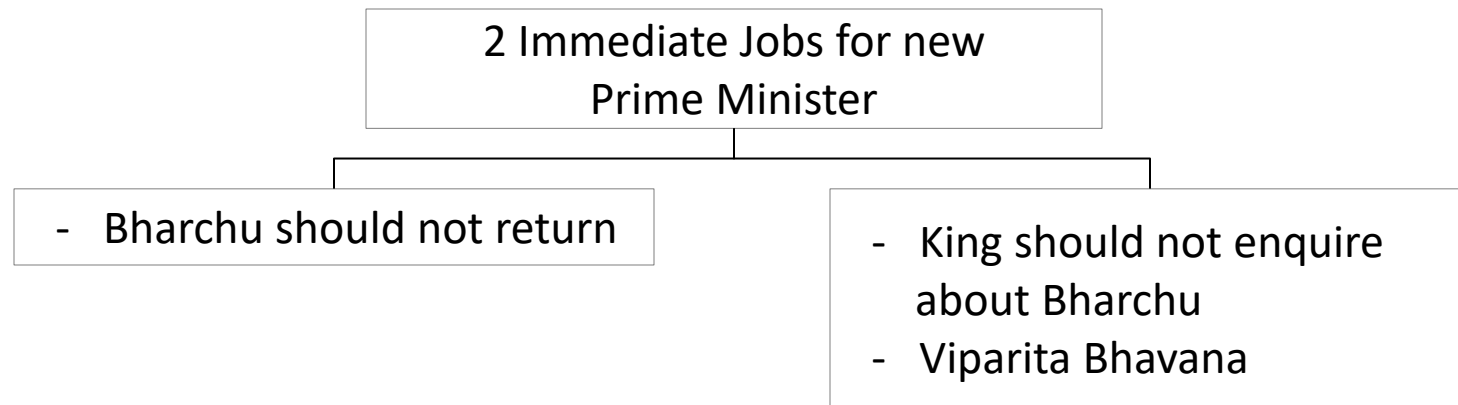 2 Immediate Jobs for new
Prime Minister
- Bharchu should not return
- King should not enquire
about Bharchu
- Viparita Bhavana